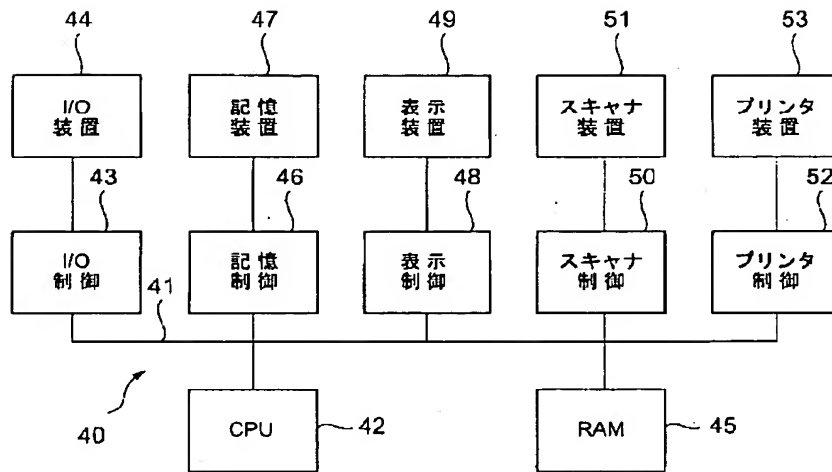 44
47
49
51
53
I/O
装置
記憶
装置
表示
装置
スキャナ
装置
プリンタ
装置
43
46
48
50
52
I/O
制御
記憶
制御
表示
制御
スキャナ
制御
プリンタ
制御
41
40
CPU
42
RAM
45